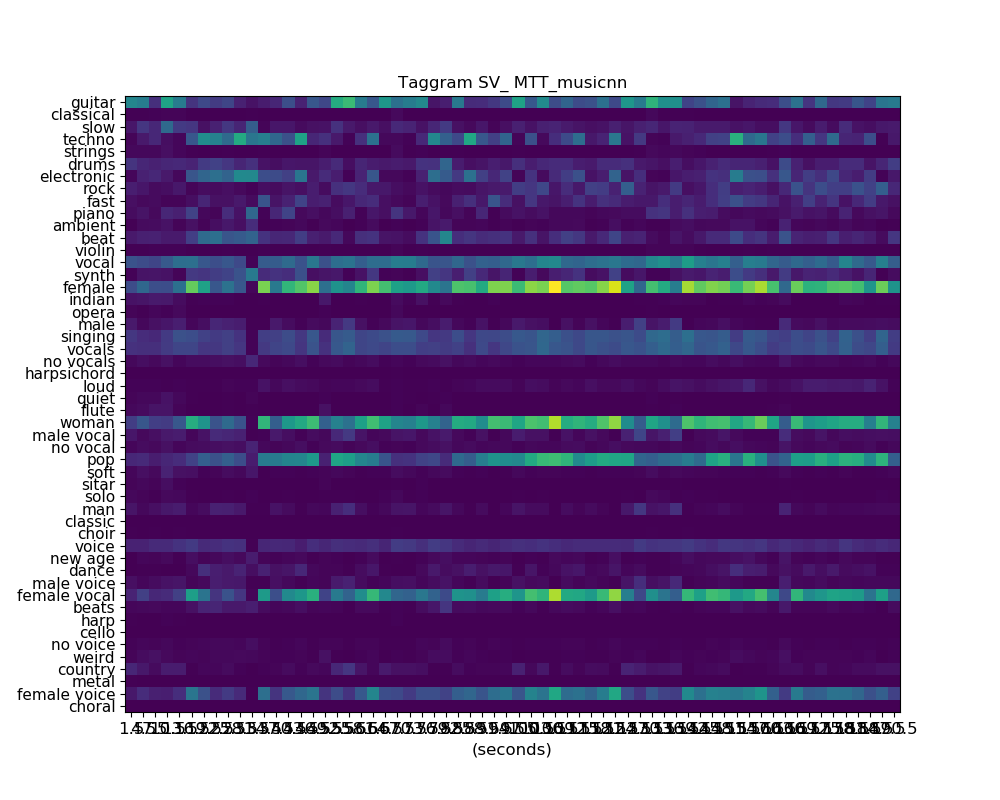 Taggram SV_ MTT_musicnn
guitar
classical
slow
techno
strings
drums
electronic
rock
fast
piano
ambient
beat
violin
vocal
synth
female
indian
opera
male
singing
vocals
no vocals
harpsichord
loud
quiet
flute
woman
male vocal
no vocal
pop
soft
sitar
solo
man
classic
choir
voice
new age
dance
male voice
female vocal
beats
harp
cello
no voice
weird
country
metal
female voice
choral
(seconds)